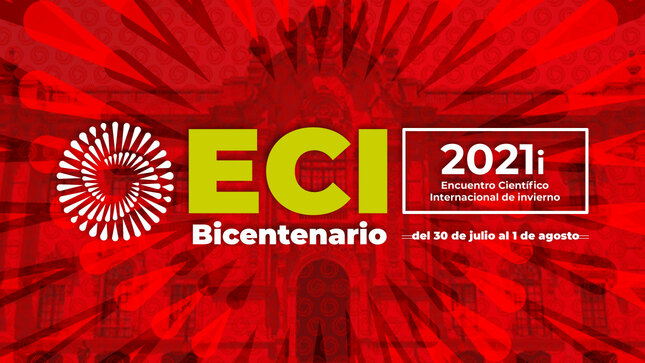 ECI
Bicentenario
2021i
Encuentro Científico
Internacional de invierno
del 30 de julio al 1 de agosto